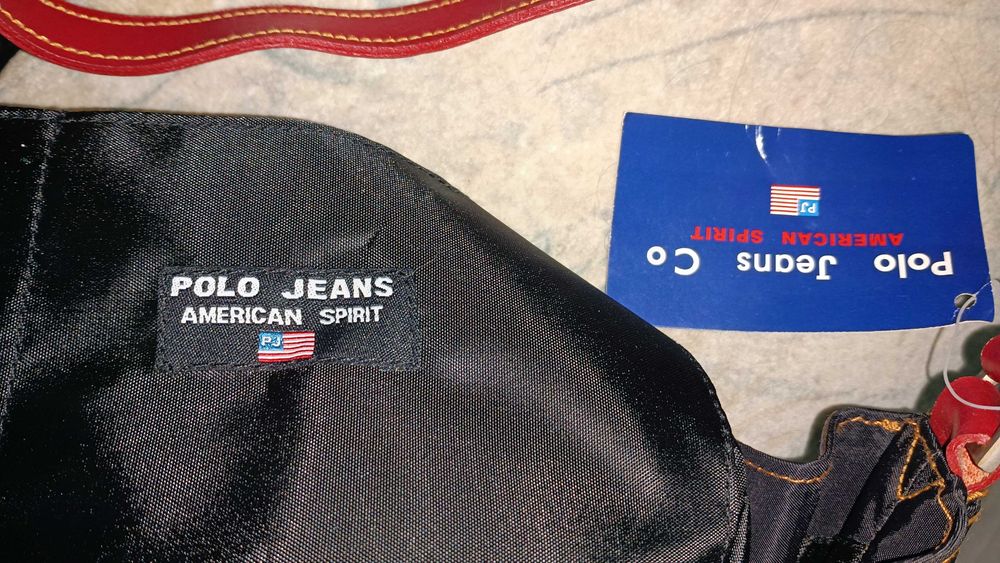 POLO JEANS
AMERICAN SPIRIT
PJ
Polo Jeans Co
AMERICAN SPIRIT
PJ